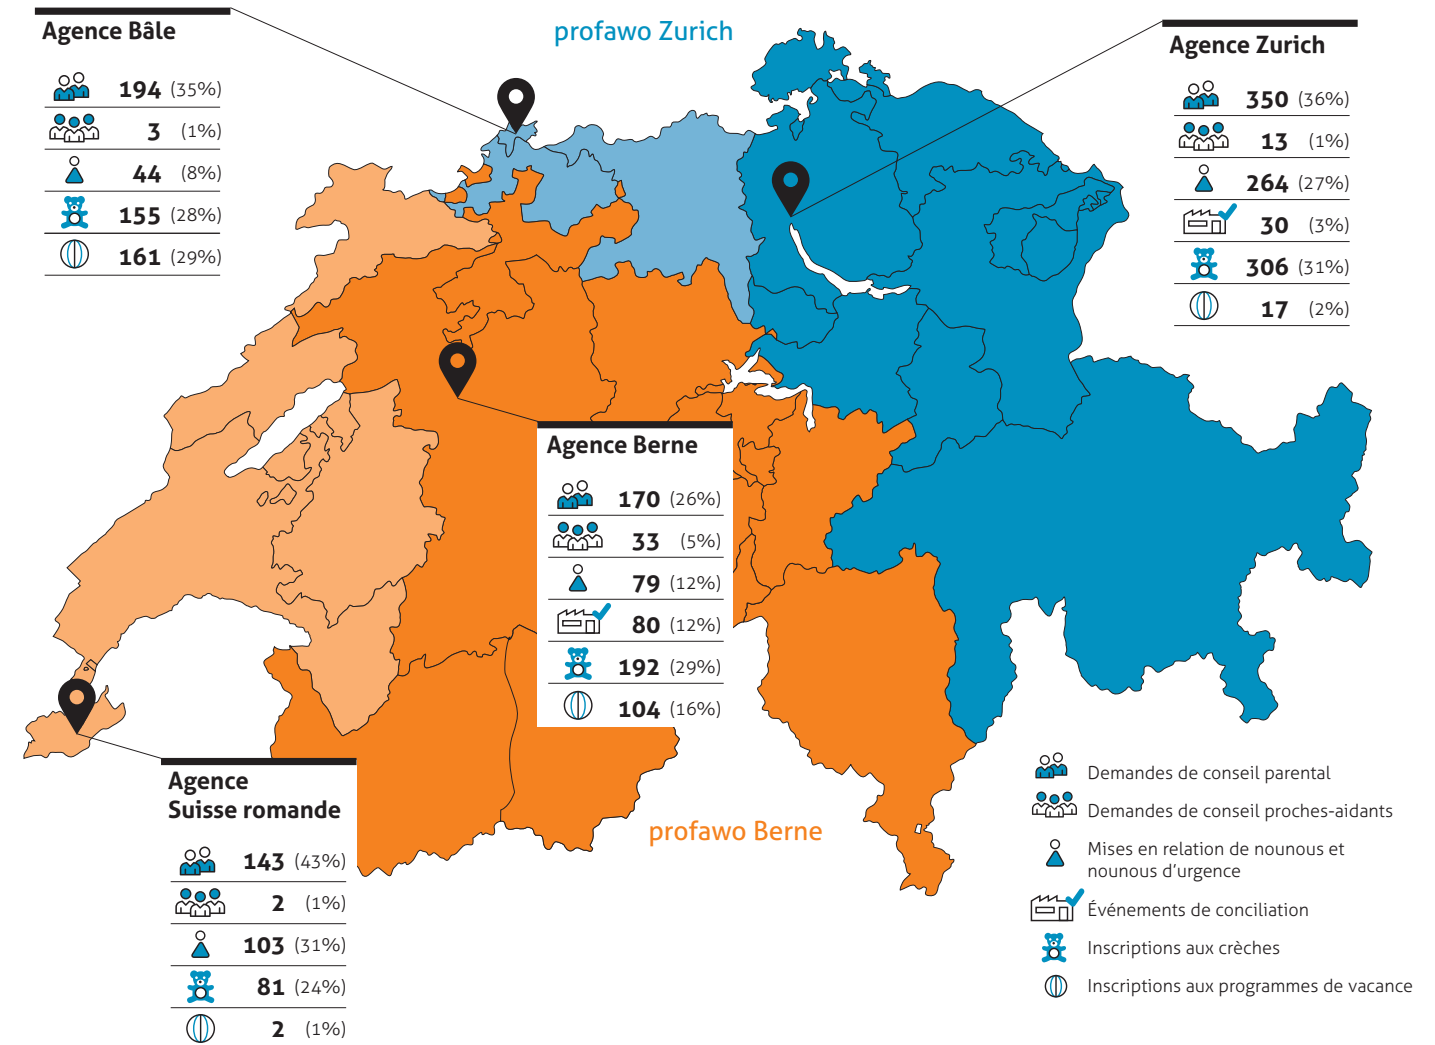 Agence Bâle
194 (35%)
3 (1%)
44 (8%)
155 (28%)
161 (29%)
profawo Zurich
Agence Zurich
350 (36%)
13 (1%)
264 (27%)
30 (3%)
306 (31%)
17 (2%)
Agence Berne
170 (26%)
33 (5%)
79 (12%)
80 (12%)
192 (29%)
104 (16%)
Agence
Suisse romande
143 (43%)
2 (1%)
103 (31%)
81 (24%)
2 (1%)
profawo Berne
Demandes de conseil parental
Demandes de conseil proches-aidants
Mises en relation de nounous et
nounous d'urgence
Événements de conciliation
Inscriptions aux crèches
Inscriptions aux programmes de vacance